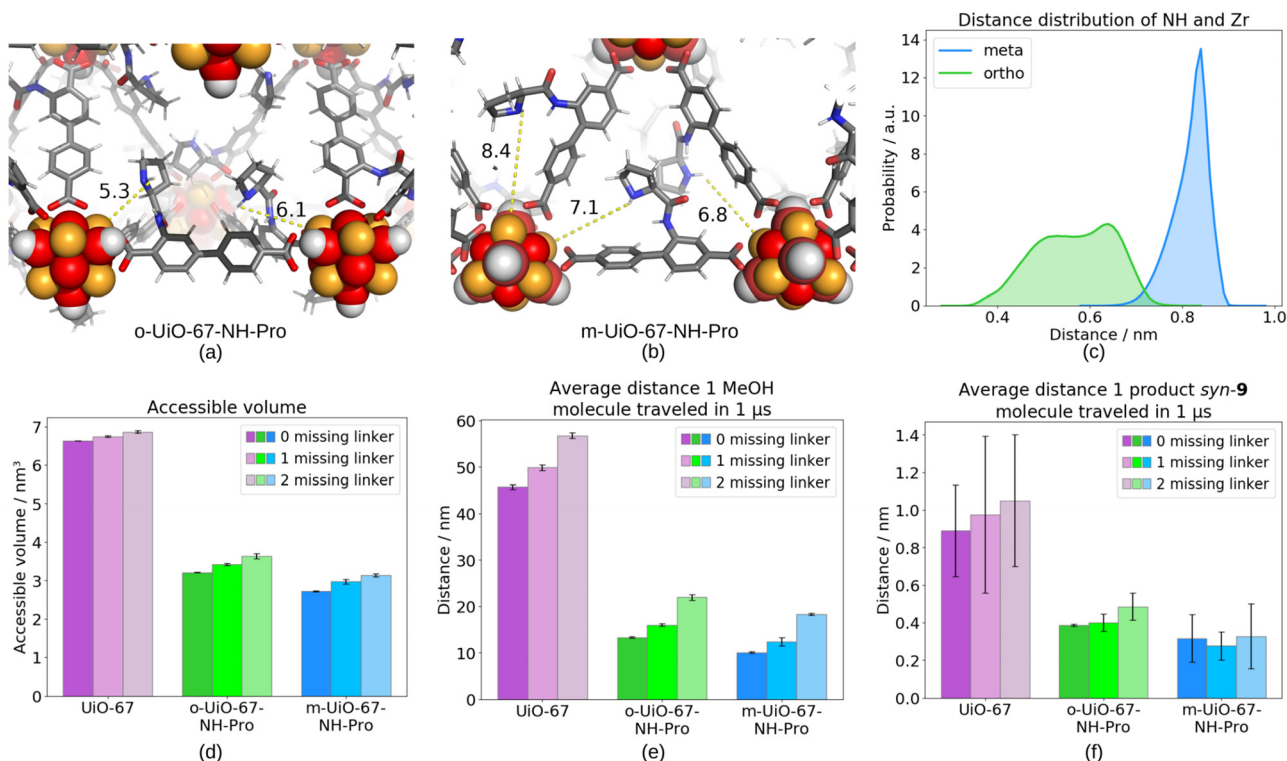 5.3
6.1
o-UiO-67-NH-Pro
(a)
8.4
7.1
6.8
m-UiO-67-NH-Pro
(b)
Distance distribution of NH and Zr
meta
ortho
Probability / a.u.
14
12
10
8
6
4
2
0
0.4
0.6
0.8
1.0
Distance / nm
(c)
Accessible volume
0 missing linker
1 missing linker
2 missing linker
Accessible volume / nm³
7
6
5
4
3
2
1
0
UiO-67
o-UiO-67-
NH-Pro
m-UiO-67-
NH-Pro
(d)
Average distance 1 MeOH
molecule traveled in 1 µs
0 missing linker
1 missing linker
2 missing linker
Distance / nm
60
50
40
30
20
10
0
UiO-67
o-UiO-67-
NH-Pro
m-UiO-67-
NH-Pro
(e)
Average distance 1 product syn-9
molecule traveled in 1 µs
0 missing linker
1 missing linker
2 missing linker
Distance / nm
1.4
1.2
1.0
0.8
0.6
0.4
0.2
0.0
UiO-67
o-UiO-67-
NH-Pro
m-UiO-67-
NH-Pro
(f)